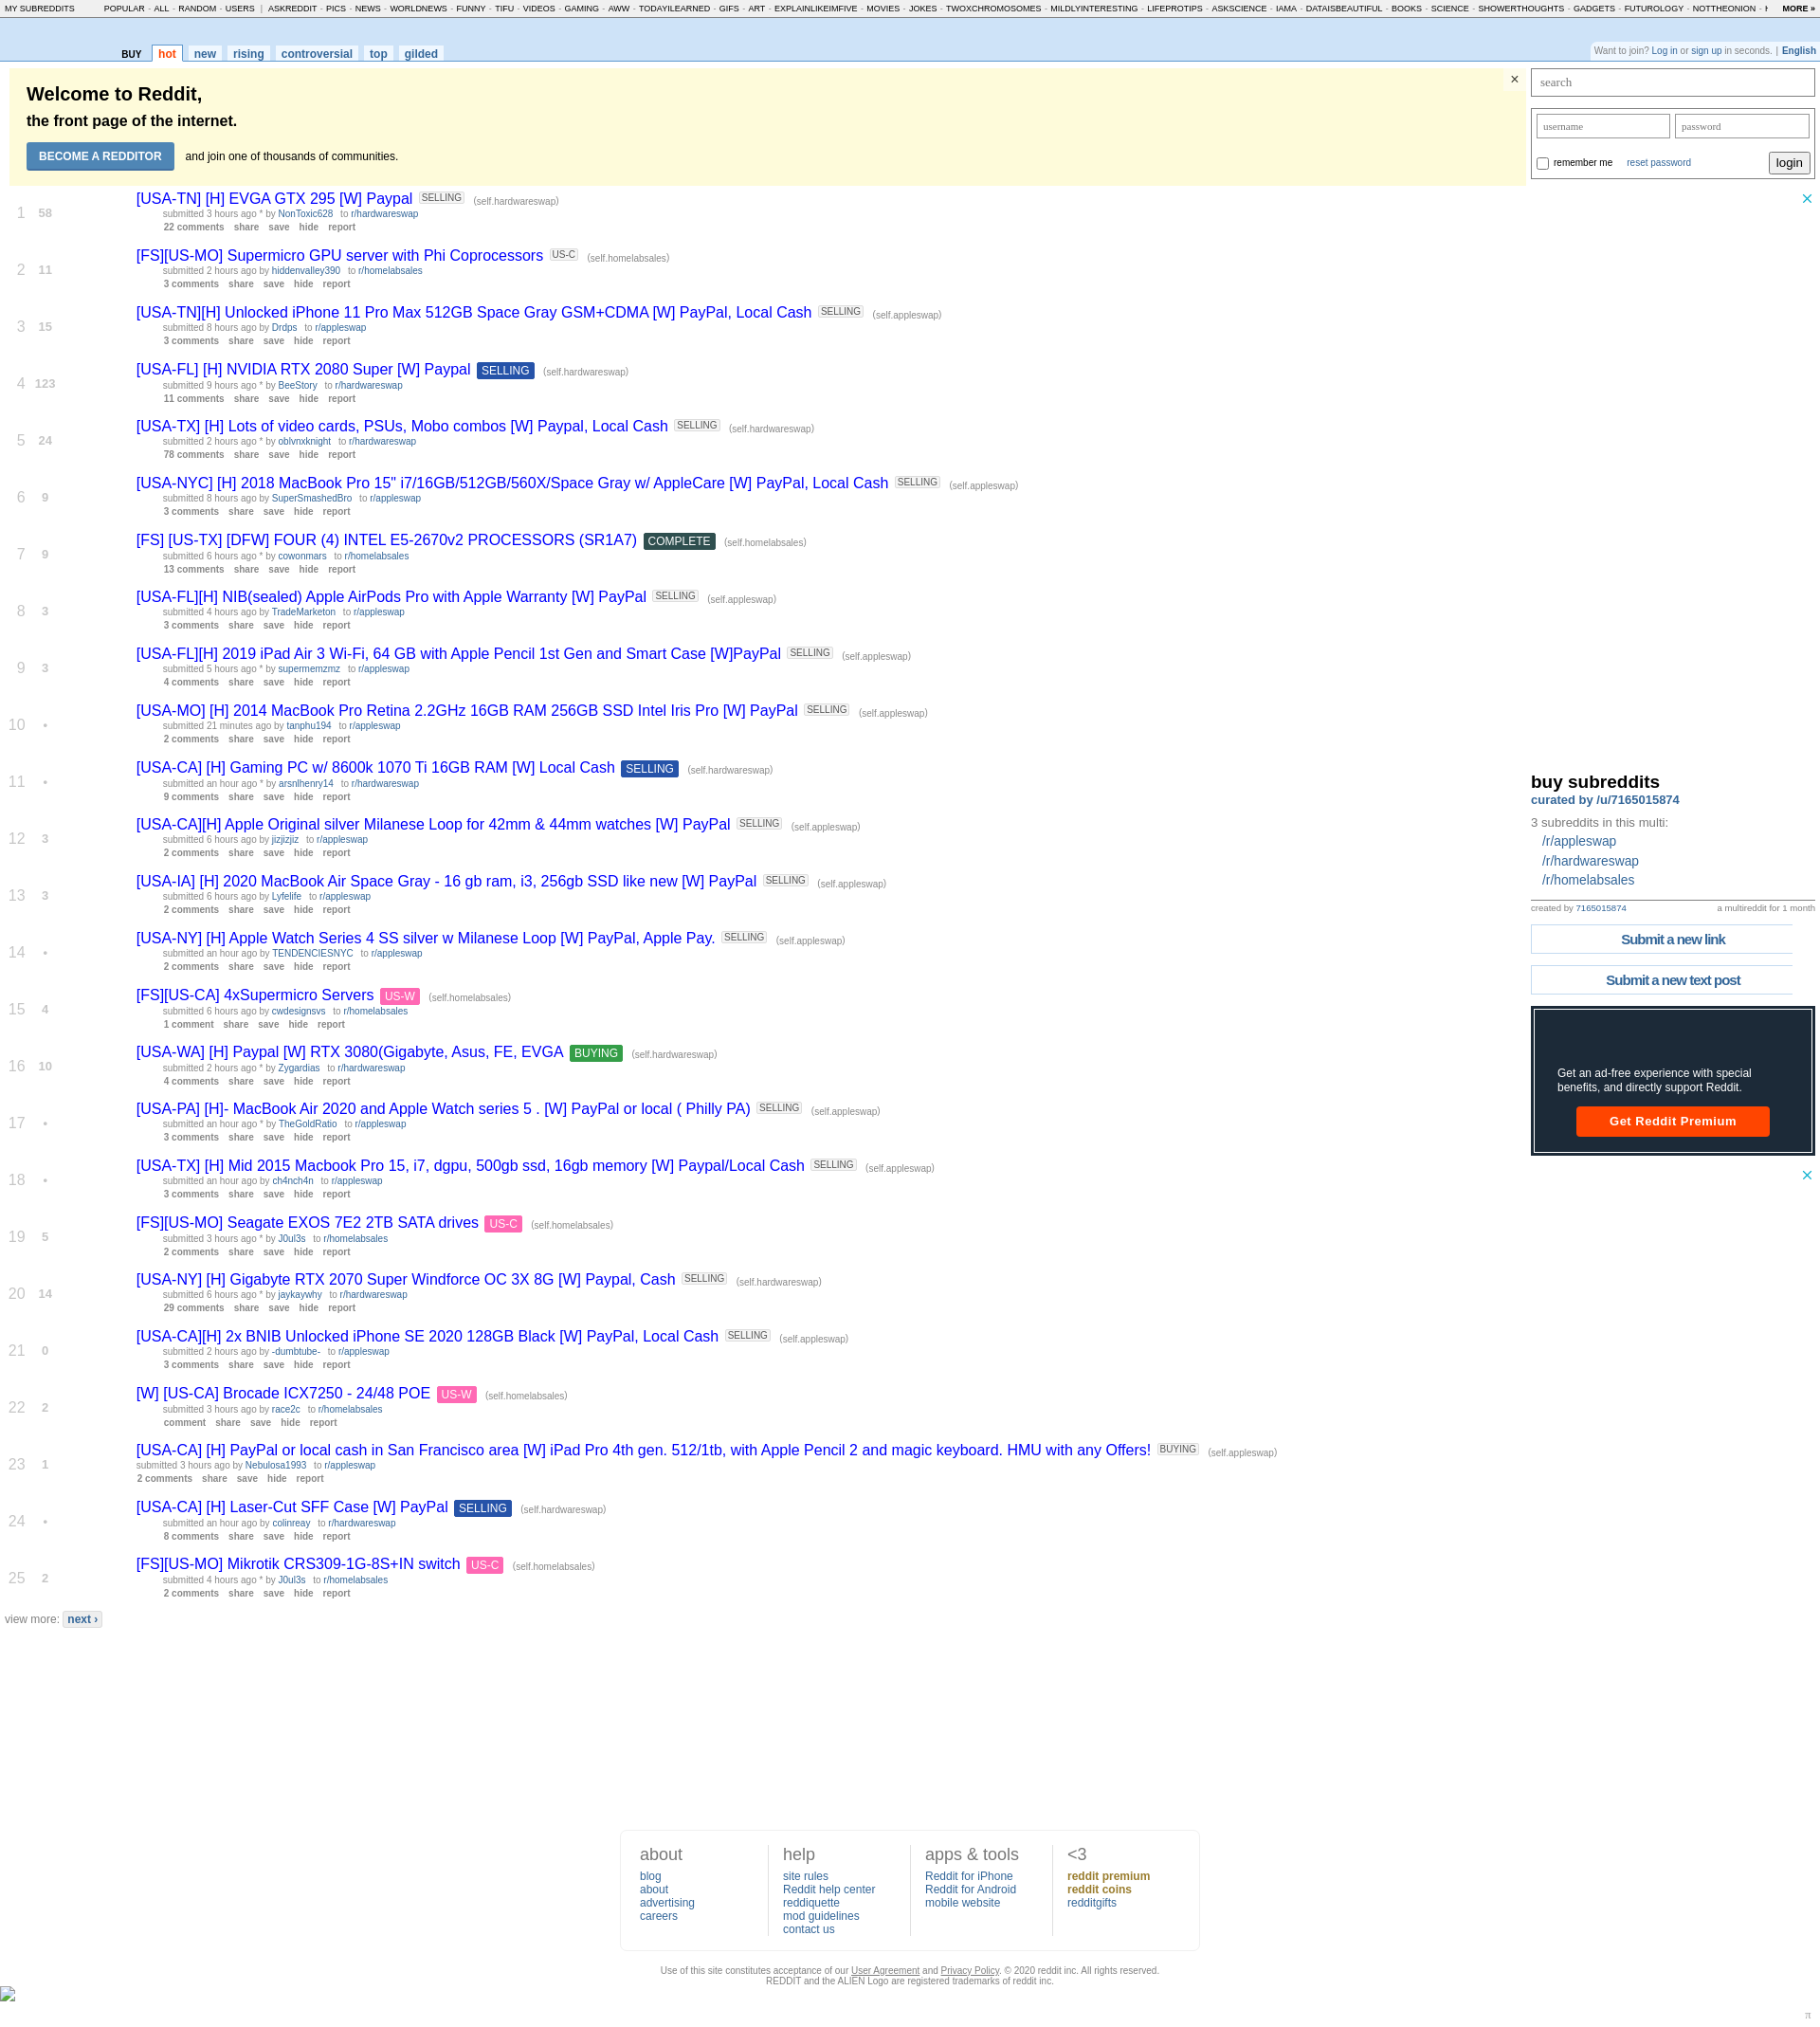 MY SUBREDDITS POPULAR - ALL - RANDOM - USERS | ASKREDDIT - PICS - NEWS - WORLDNEWS - FUNNY - TIFU - VIDEOS - GAMING - AWW - TODAYILEARNED - GIFS - ART - EXPLAINLIKEIMFIVE - MOVIES - JOKES - TWOXCHROMOSOMES - MILDLYINTERESTING - LIFEPROTIPS - ASKSCIENCE - IAMA - DATAISBEAUTIFUL - BOOKS - SCIENCE - SHOWERTHOUGHTS - GADGETS - FUTUROLOGY - NOTTHEONION - MORE »
BUY hot new rising controversial top gilded
Want to join? Log in or sign up in seconds. | English
Welcome to Reddit,
the front page of the internet.
BECOME A REDDITOR and join one of thousands of communities.
×
search
username password
remember me reset password login
1 58 [USA-TN] [H] EVGA GTX 295 [W] Paypal SELLING (self.hardwareswap)
submitted 3 hours ago * by NonToxic628 to r/hardwareswap
22 comments share save hide report
2 11 [FS][US-MO] Supermicro GPU server with Phi Coprocessors US-C (self.homelabsales)
submitted 2 hours ago by hiddenvalley390 to r/homelabsales
3 comments share save hide report
3 15 [USA-TN][H] Unlocked iPhone 11 Pro Max 512GB Space Gray GSM+CDMA [W] PayPal, Local Cash SELLING (self.appleswap)
submitted 8 hours ago by Drdps to r/appleswap
3 comments share save hide report
4 123 [USA-FL] [H] NVIDIA RTX 2080 Super [W] Paypal SELLING (self.hardwareswap)
submitted 9 hours ago * by BeeStory to r/hardwareswap
11 comments share save hide report
5 24 [USA-TX] [H] Lots of video cards, PSUs, Mobo combos [W] Paypal, Local Cash SELLING (self.hardwareswap)
submitted 2 hours ago by oblvnxknight to r/hardwareswap
78 comments share save hide report
6 9 [USA-NYC] [H] 2018 MacBook Pro 15" i7/16GB/512GB/560X/Space Gray w/ AppleCare [W] PayPal, Local Cash SELLING (self.appleswap)
submitted 8 hours ago by SuperSmashedBro to r/appleswap
3 comments share save hide report
7 9 [FS] [US-TX] [DFW] FOUR (4) INTEL E5-2670v2 PROCESSORS (SR1A7) COMPLETE (self.homelabsales)
submitted 6 hours ago * by cowonmars to r/homelabsales
13 comments share save hide report
8 3 [USA-FL][H] NIB(sealed) Apple AirPods Pro with Apple Warranty [W] PayPal SELLING (self.appleswap)
submitted 4 hours ago by TradeMarketon to r/appleswap
3 comments share save hide report
9 3 [USA-FL][H] 2019 iPad Air 3 Wi-Fi, 64 GB with Apple Pencil 1st Gen and Smart Case [W]PayPal SELLING (self.appleswap)
submitted 5 hours ago * by supermemzmz to r/appleswap
4 comments share save hide report
10 • [USA-MO] [H] 2014 MacBook Pro Retina 2.2GHz 16GB RAM 256GB SSD Intel Iris Pro [W] PayPal SELLING (self.appleswap)
submitted 21 minutes ago by tanphu194 to r/appleswap
2 comments share save hide report
11 • [USA-CA] [H] Gaming PC w/ 8600k 1070 Ti 16GB RAM [W] Local Cash SELLING (self.hardwareswap)
submitted an hour ago * by arsnlhenry14 to r/hardwareswap
9 comments share save hide report
12 3 [USA-CA][H] Apple Original silver Milanese Loop for 42mm & 44mm watches [W] PayPal SELLING (self.appleswap)
submitted 6 hours ago by jizjizjiz to r/appleswap
2 comments share save hide report
13 3 [USA-IA] [H] 2020 MacBook Air Space Gray - 16 gb ram, i3, 256gb SSD like new [W] PayPal SELLING (self.appleswap)
submitted 6 hours ago by Lyfelife to r/appleswap
2 comments share save hide report
14 • [USA-NY] [H] Apple Watch Series 4 SS silver w Milanese Loop [W] PayPal, Apple Pay. SELLING (self.appleswap)
submitted an hour ago by TENDENCIESNYC to r/appleswap
2 comments share save hide report
15 4 [FS][US-CA] 4xSupermicro Servers US-W (self.homelabsales)
submitted 6 hours ago by cwdesignsvs to r/homelabsales
1 comment share save hide report
16 10 [USA-WA] [H] Paypal [W] RTX 3080(Gigabyte, Asus, FE, EVGA BUYING (self.hardwareswap)
submitted 2 hours ago * by Zygardias to r/hardwareswap
4 comments share save hide report
17 • [USA-PA] [H]- MacBook Air 2020 and Apple Watch series 5 . [W] PayPal or local ( Philly PA) SELLING (self.appleswap)
submitted an hour ago * by TheGoldRatio to r/appleswap
3 comments share save hide report
18 • [USA-TX] [H] Mid 2015 Macbook Pro 15, i7, dgpu, 500gb ssd, 16gb memory [W] Paypal/Local Cash SELLING (self.appleswap)
submitted an hour ago by ch4nch4n to r/appleswap
3 comments share save hide report
19 5 [FS][US-MO] Seagate EXOS 7E2 2TB SATA drives US-C (self.homelabsales)
submitted 3 hours ago * by J0ul3s to r/homelabsales
2 comments share save hide report
20 14 [USA-NY] [H] Gigabyte RTX 2070 Super Windforce OC 3X 8G [W] Paypal, Cash SELLING (self.hardwareswap)
submitted 6 hours ago * by jaykaywhy to r/hardwareswap
29 comments share save hide report
21 0 [USA-CA][H] 2x BNIB Unlocked iPhone SE 2020 128GB Black [W] PayPal, Local Cash SELLING (self.appleswap)
submitted 2 hours ago by -dumbtube- to r/appleswap
3 comments share save hide report
22 2 [W] [US-CA] Brocade ICX7250 - 24/48 POE US-W (self.homelabsales)
submitted 3 hours ago by race2c to r/homelabsales
comment share save hide report
23 1 [USA-CA] [H] PayPal or local cash in San Francisco area [W] iPad Pro 4th gen. 512/1tb, with Apple Pencil 2 and magic keyboard. HMU with any Offers! BUYING (self.appleswap)
submitted 3 hours ago by Nebulosa1993 to r/appleswap
2 comments share save hide report
24 • [USA-CA] [H] Laser-Cut SFF Case [W] PayPal SELLING (self.hardwareswap)
submitted an hour ago by colinreay to r/hardwareswap
8 comments share save hide report
25 2 [FS][US-MO] Mikrotik CRS309-1G-8S+IN switch US-C (self.homelabsales)
submitted 4 hours ago * by J0ul3s to r/homelabsales
2 comments share save hide report
view more: next ›
buy subreddits
curated by /u/7165015874
3 subreddits in this multi:
/r/appleswap
/r/hardwareswap
/r/homelabsales
created by 7165015874 a multireddit for 1 month
Submit a new link
Submit a new text post
Get an ad-free experience with special
benefits, and directly support Reddit.
Get Reddit Premium
about
blog
about
advertising
careers
help
site rules
Reddit help center
reddiquette
mod guidelines
contact us
apps & tools
Reddit for iPhone
Reddit for Android
mobile website
<3
reddit premium
reddit coins
redditgifts
Use of this site constitutes acceptance of our User Agreement and Privacy Policy. © 2020 reddit inc. All rights reserved.
REDDIT and the ALIEN Logo are registered trademarks of reddit inc.
π